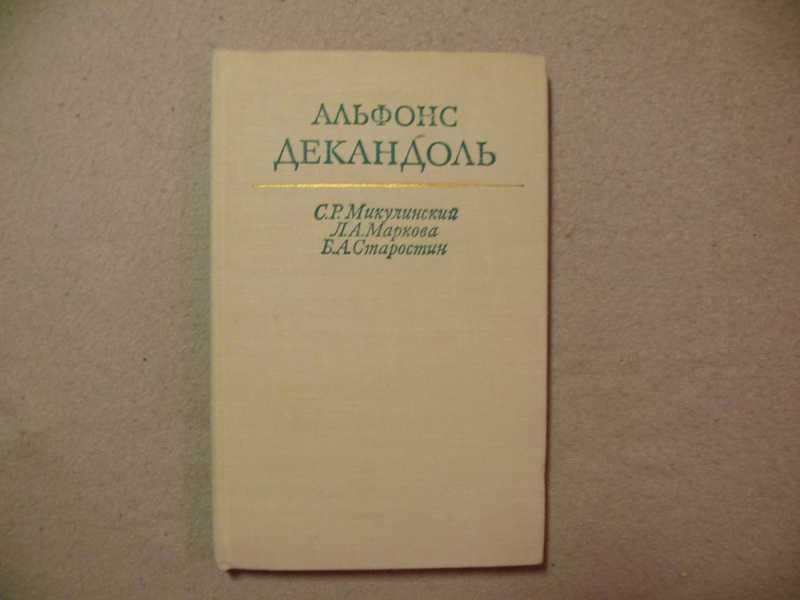 АЛЬФОНС
ДЕКАНДОЛЬ
С.Р.Микулинский
Л.А.Маркова
Б.А.Старостин